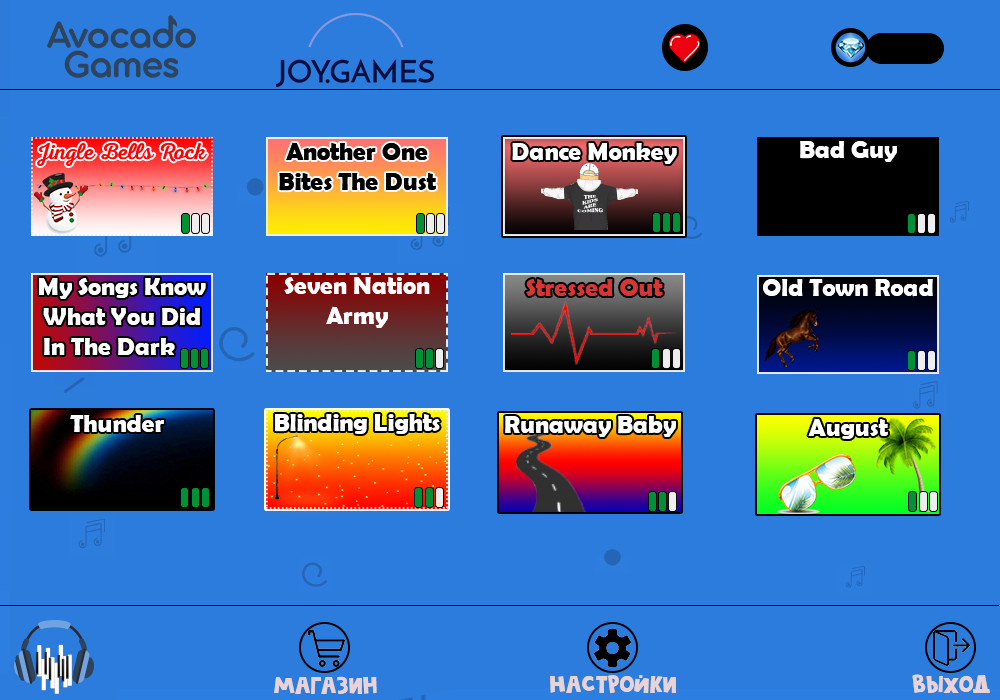 Avocado
Games
JOY.GAMES
Jingle Bells Rock
Another One
Bites The Dust
Dance Monkey
THE
KIDS
ARE
COMING
Bad Guy
My Songs Know
What You Did
In The Dark
Seven Nation
Army
Stressed Out
Old Town Road
Thunder
Blinding Lights
Runaway Baby
August
МАГАЗИН
НАСТРОЙКИ
ВЫХОД